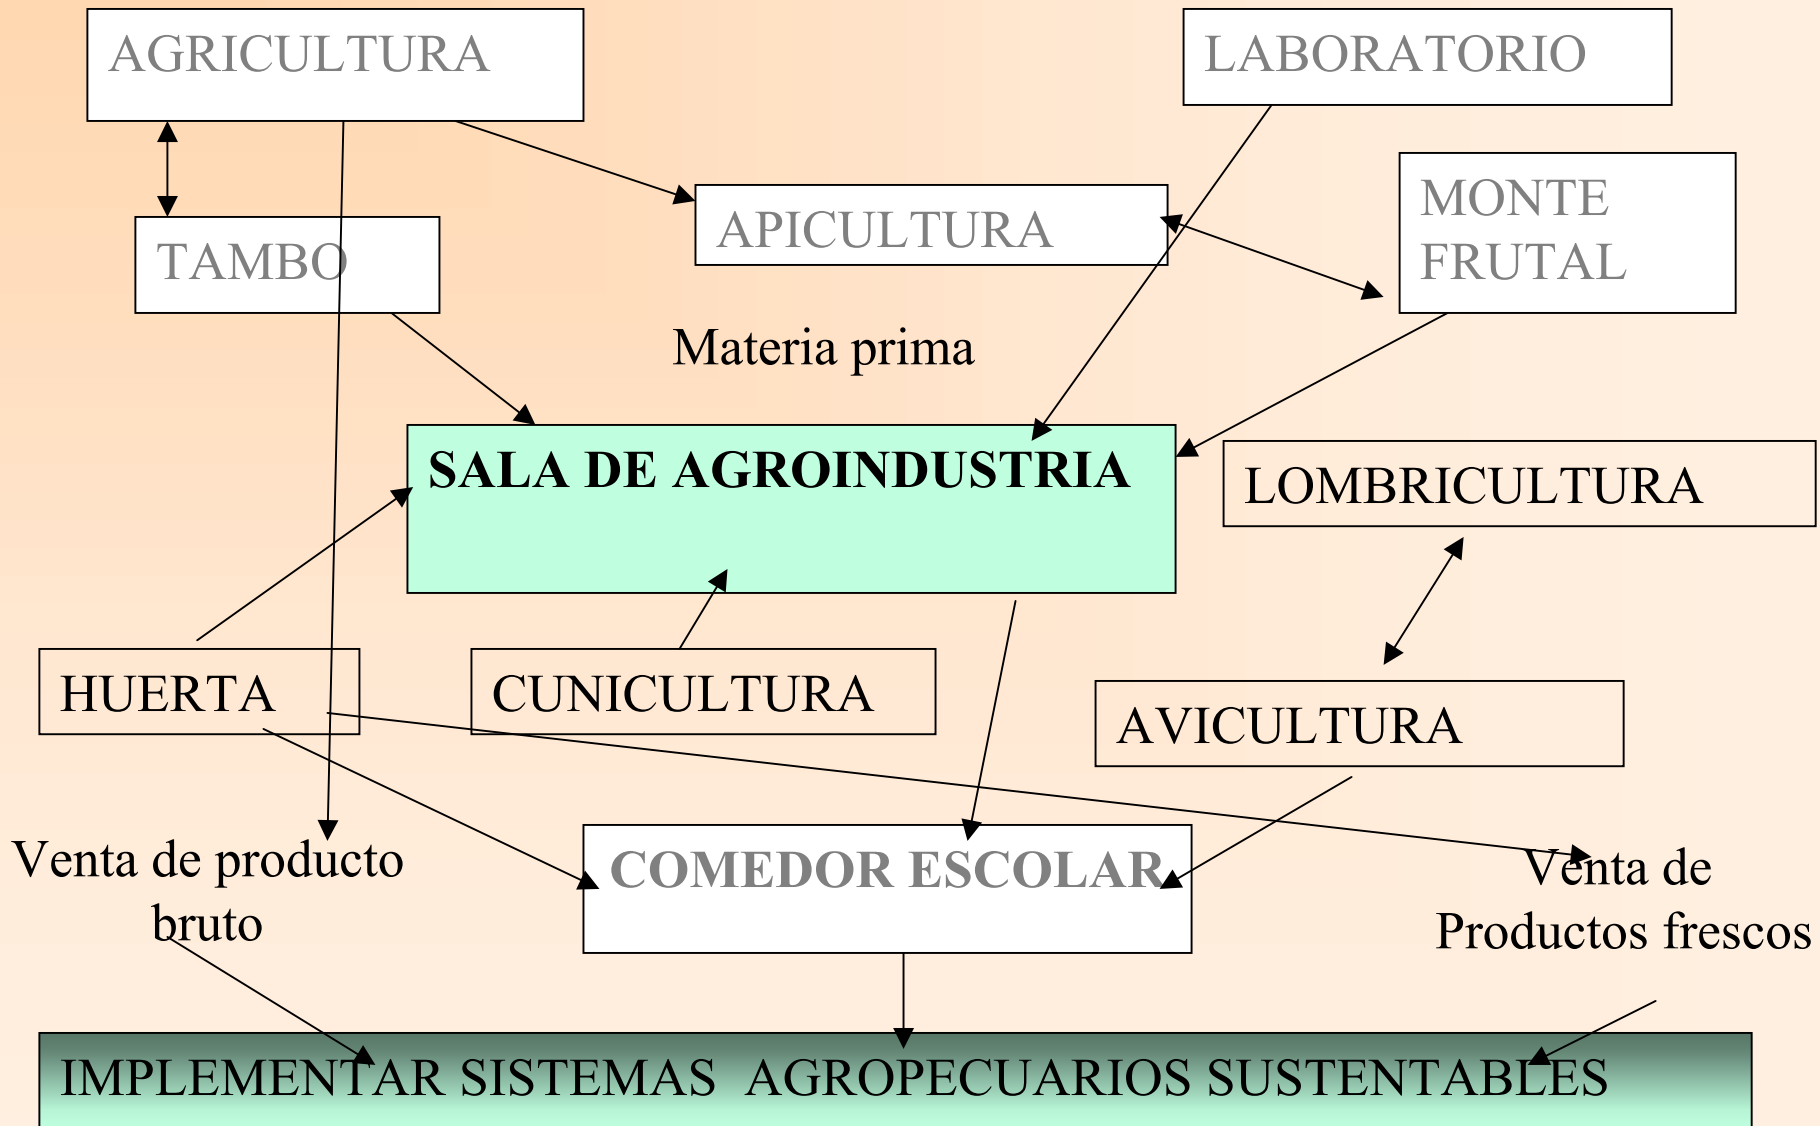 AGRICULTURA
LABORATORIO
MONTE
FRUTAL
APICULTURA
TAMBO
Materia prima
SALA DE AGROINDUSTRIA
LOMBRICULTURA
HUERTA
CUNICULTURA
AVICULTURA
Venta de producto
bruto
COMEDOR ESCOLAR
Venta de
Productos frescos
IMPLEMENTAR SISTEMAS  AGROPECUARIOS SUSTENTABLES